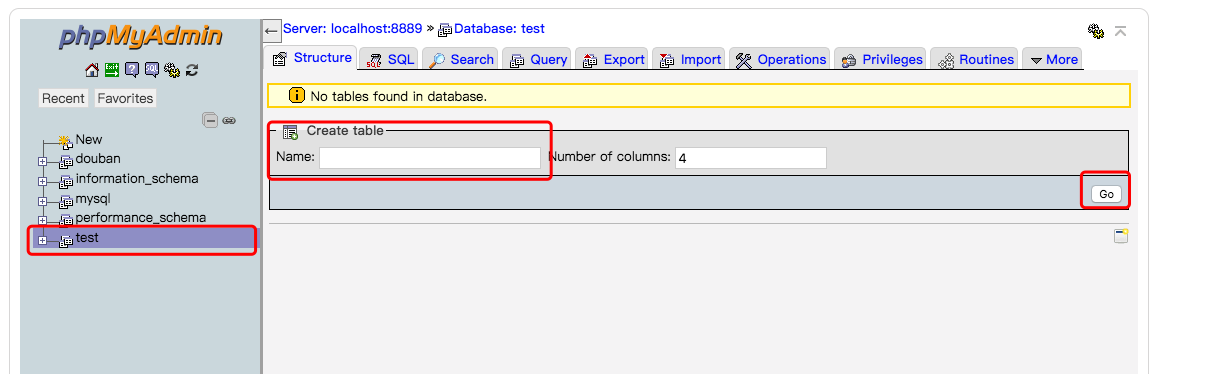 phpMyAdmin
Recent Favorites
New
douban
information_schema
mysql
performance_schema
test
Server: localhost:8889 » Database: test
Structure SQL Search Query Export Import Operations Privileges Routines More
No tables found in database.
Create table
Name: Number of columns: 4
Go